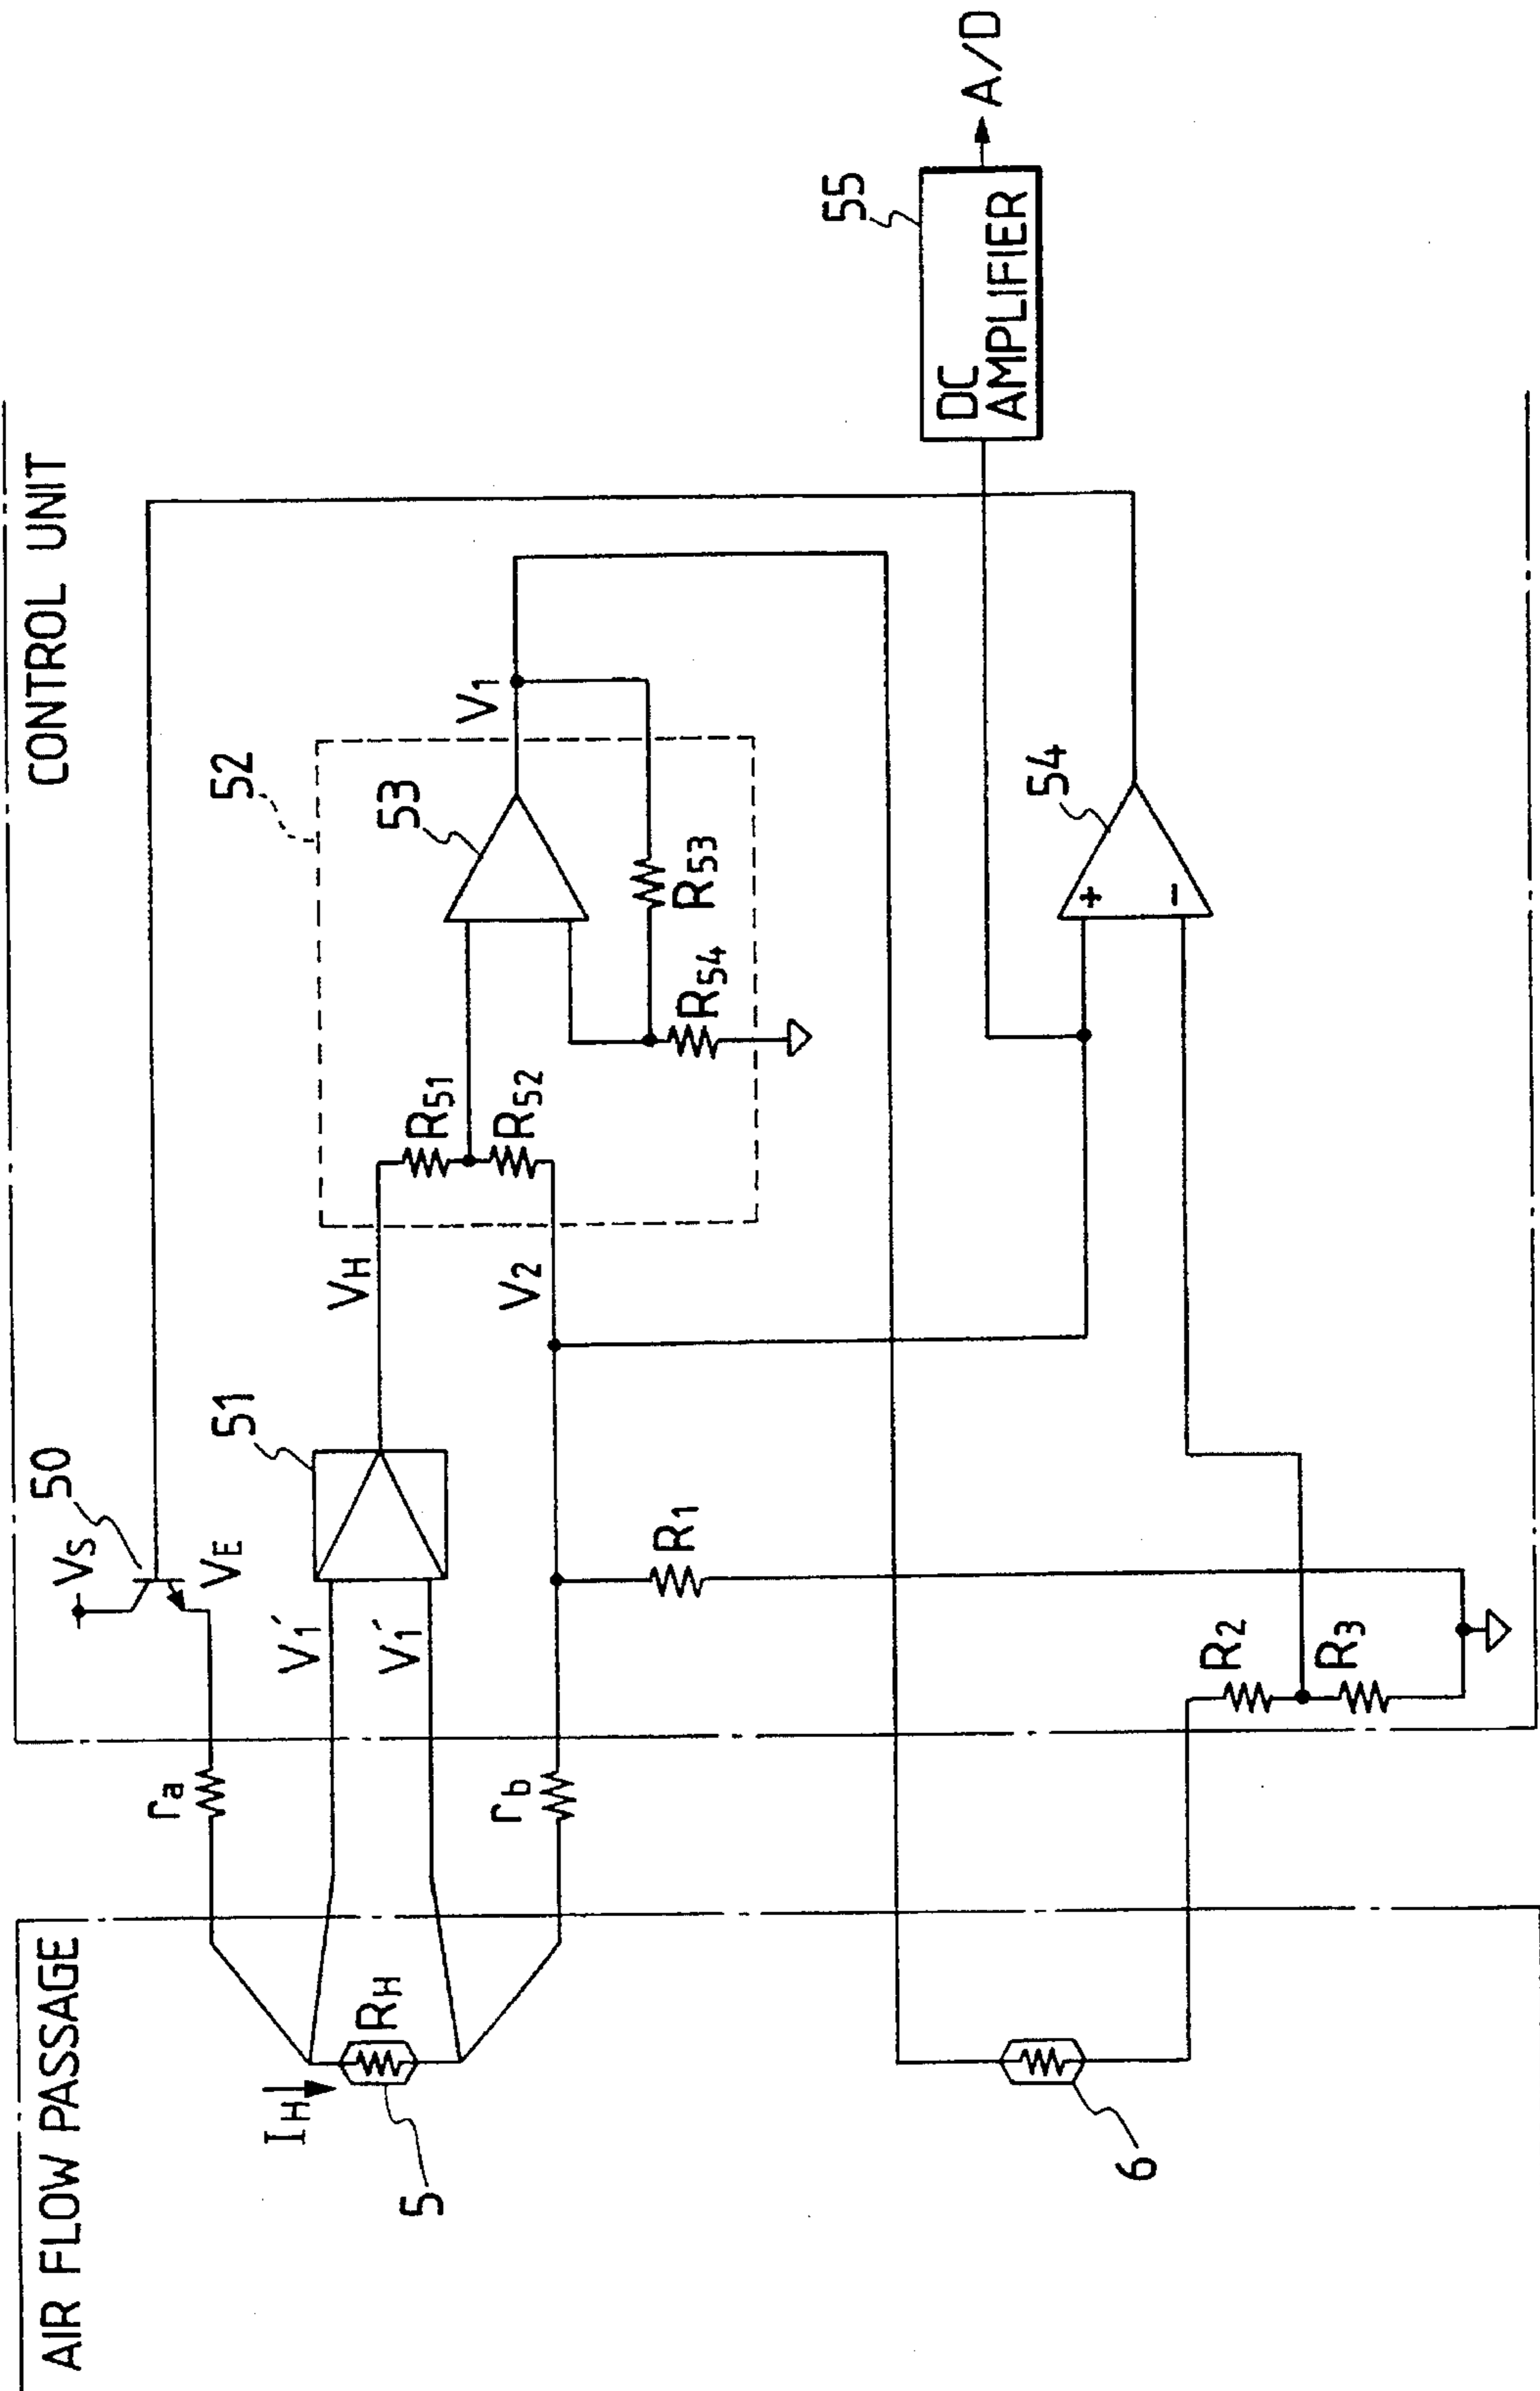 AIR FLOW PASSAGE
CONTROL UNIT
50
VS
VE
ra
51
V1′
V1′
VH
V2
52
53
V1
R51
R52
R53
R54
IH
RH
5
rb
R1
54
+
−
55
DC
AMPLIFIER
A/D
6
R2
R3